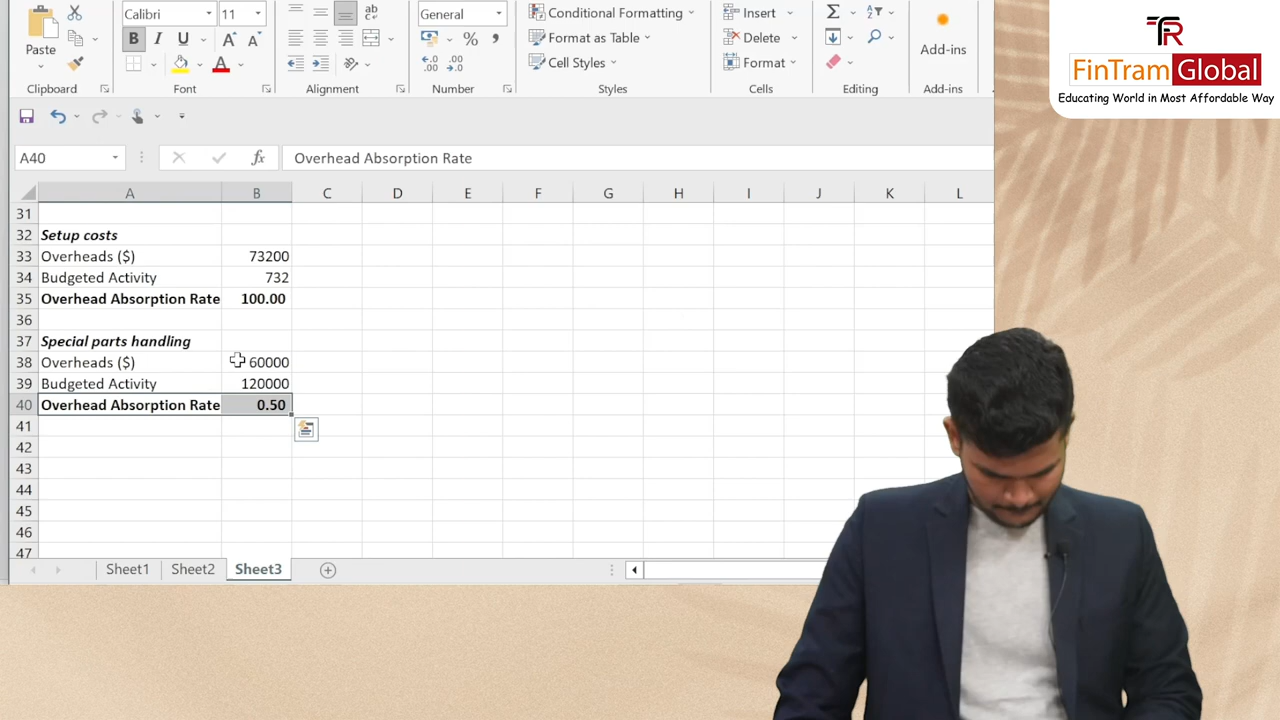 Calibri 11 General Conditional Formatting Insert
Paste B I U A A Format as Table Delete Add-ins
Cell Styles Format
Clipboard Font Alignment Number Styles Cells Editing Add-ins
TR
FinTram Global
Educating World in Most Affordable Way
A40 fx Overhead Absorption Rate
A B C D E F G H I J K L
31
32 Setup costs
33 Overheads ($) 73200
34 Budgeted Activity 732
35 Overhead Absorption Rate 100.00
36
37 Special parts handling
38 Overheads ($) 60000
39 Budgeted Activity 120000
40 Overhead Absorption Rate 0.50
41
42
43
44
45
46
47
Sheet1 Sheet2 Sheet3